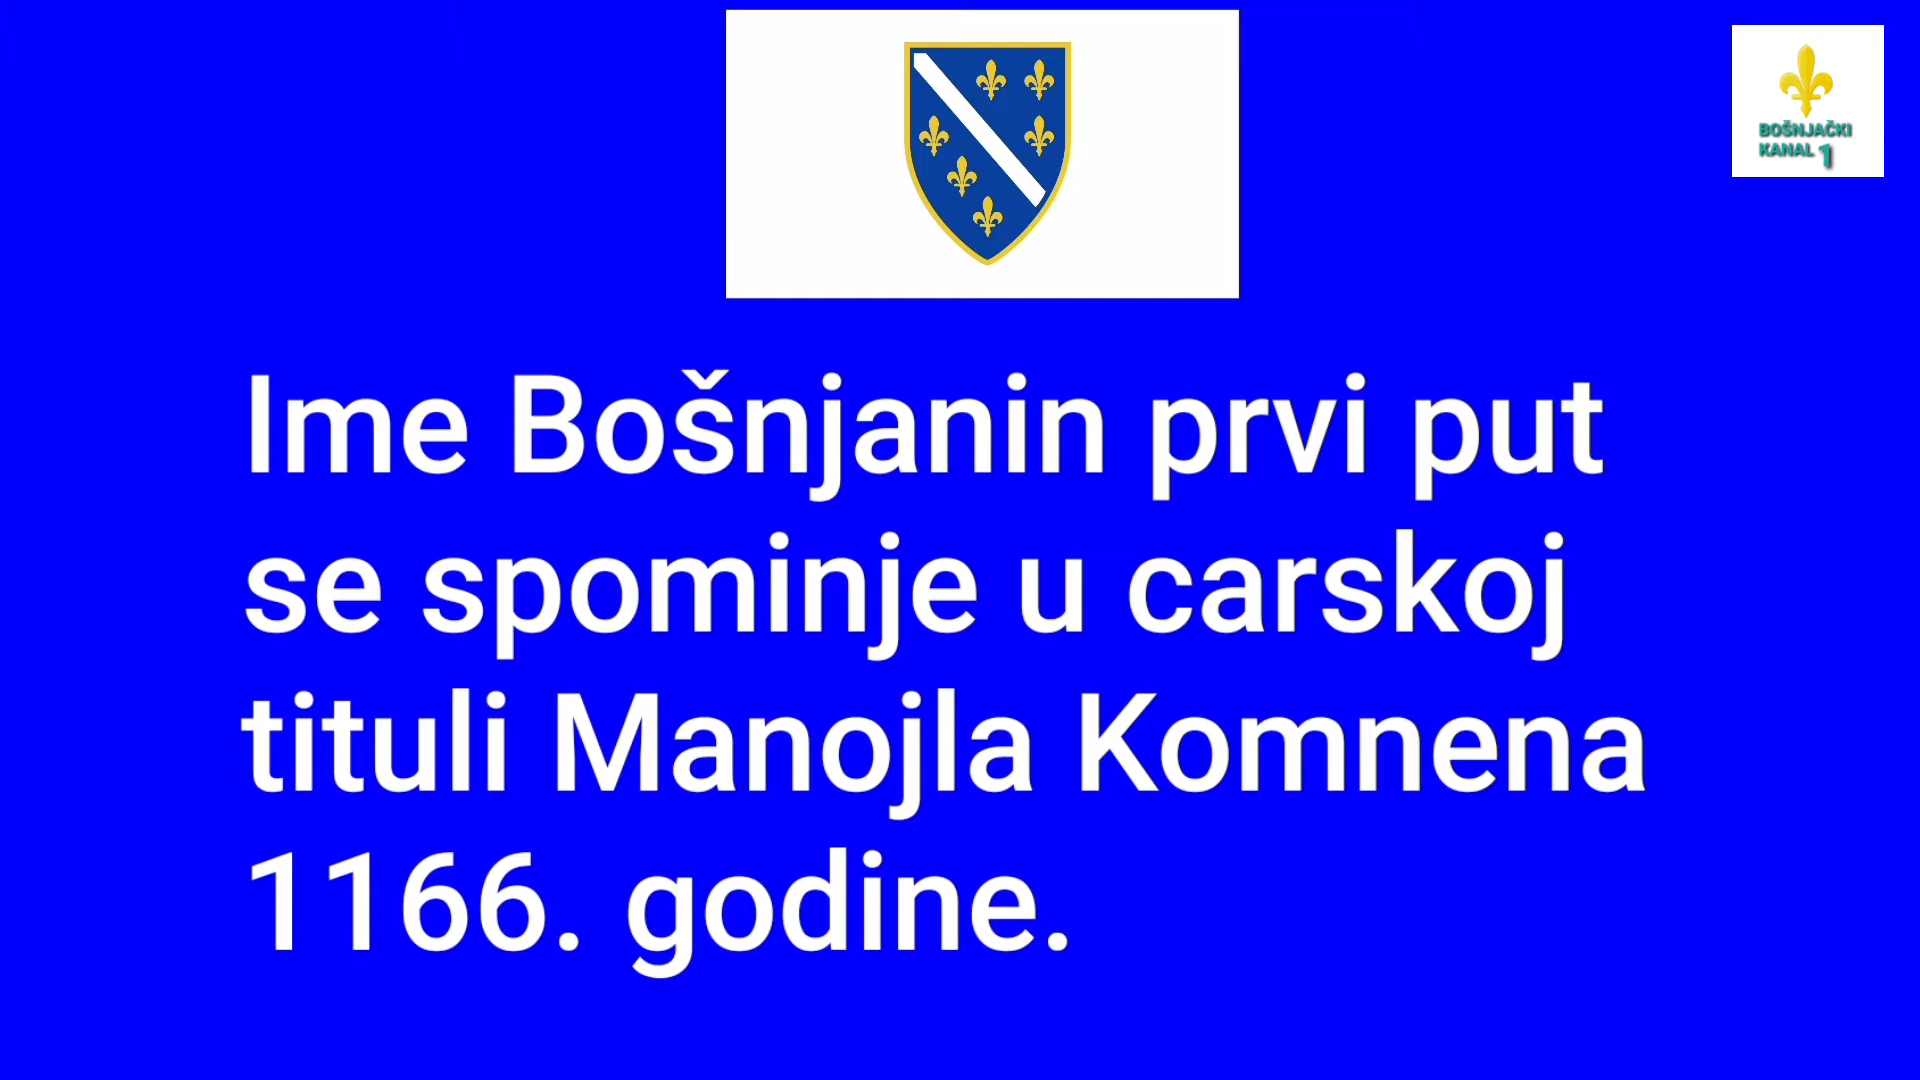 BOŠNJAČKI
KANAL 1
Ime Bošnjanin prvi put
se spominje u carskoj
tituli Manojla Komnena
1166. godine.